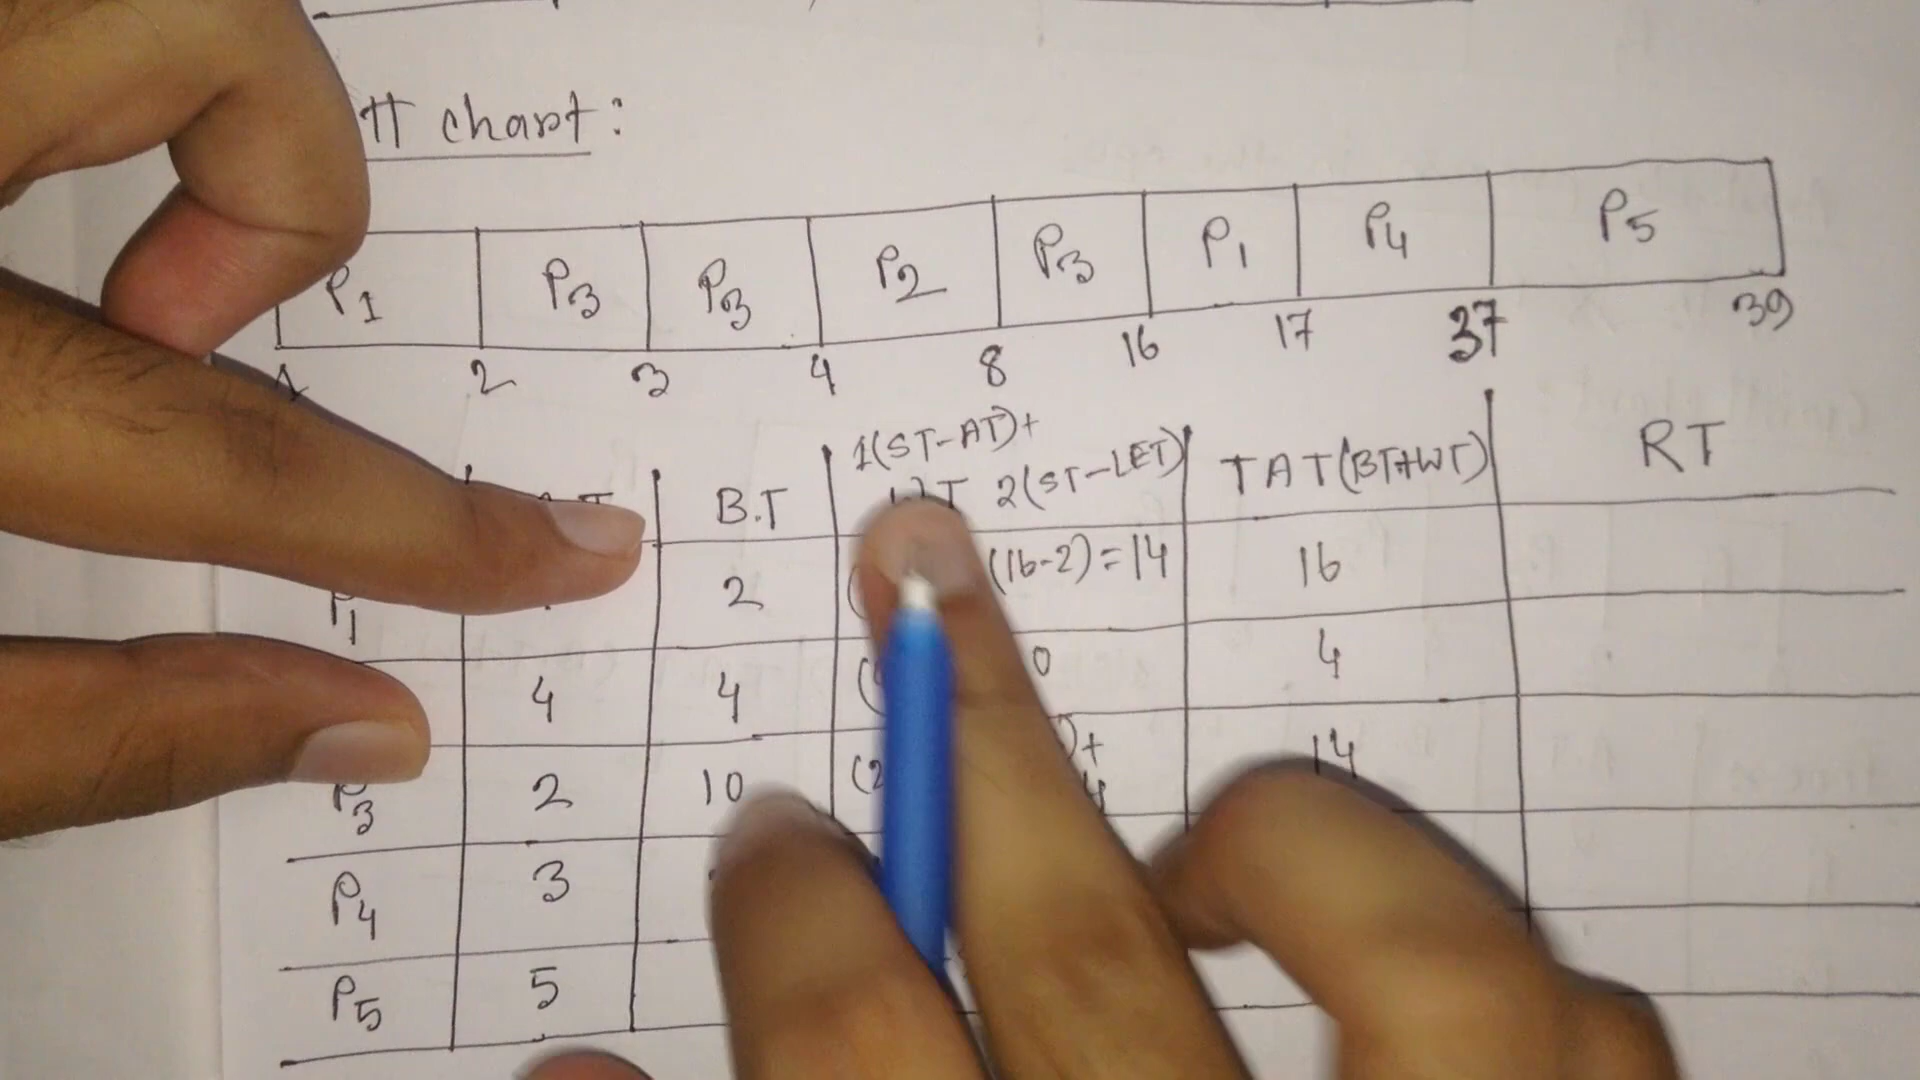 tt chart:
P1 P3 P3 P2 P3 P1 P4 P5
1 2 3 4 8 16 17 37 39
1(ST-AT)+
B.T 2(ST-LET) TAT(BT+WT) RT
P1 2 (16-2)=14 16
4 4 0 4
P3 2 10 (2 )+ 14
P4 3
P5 5